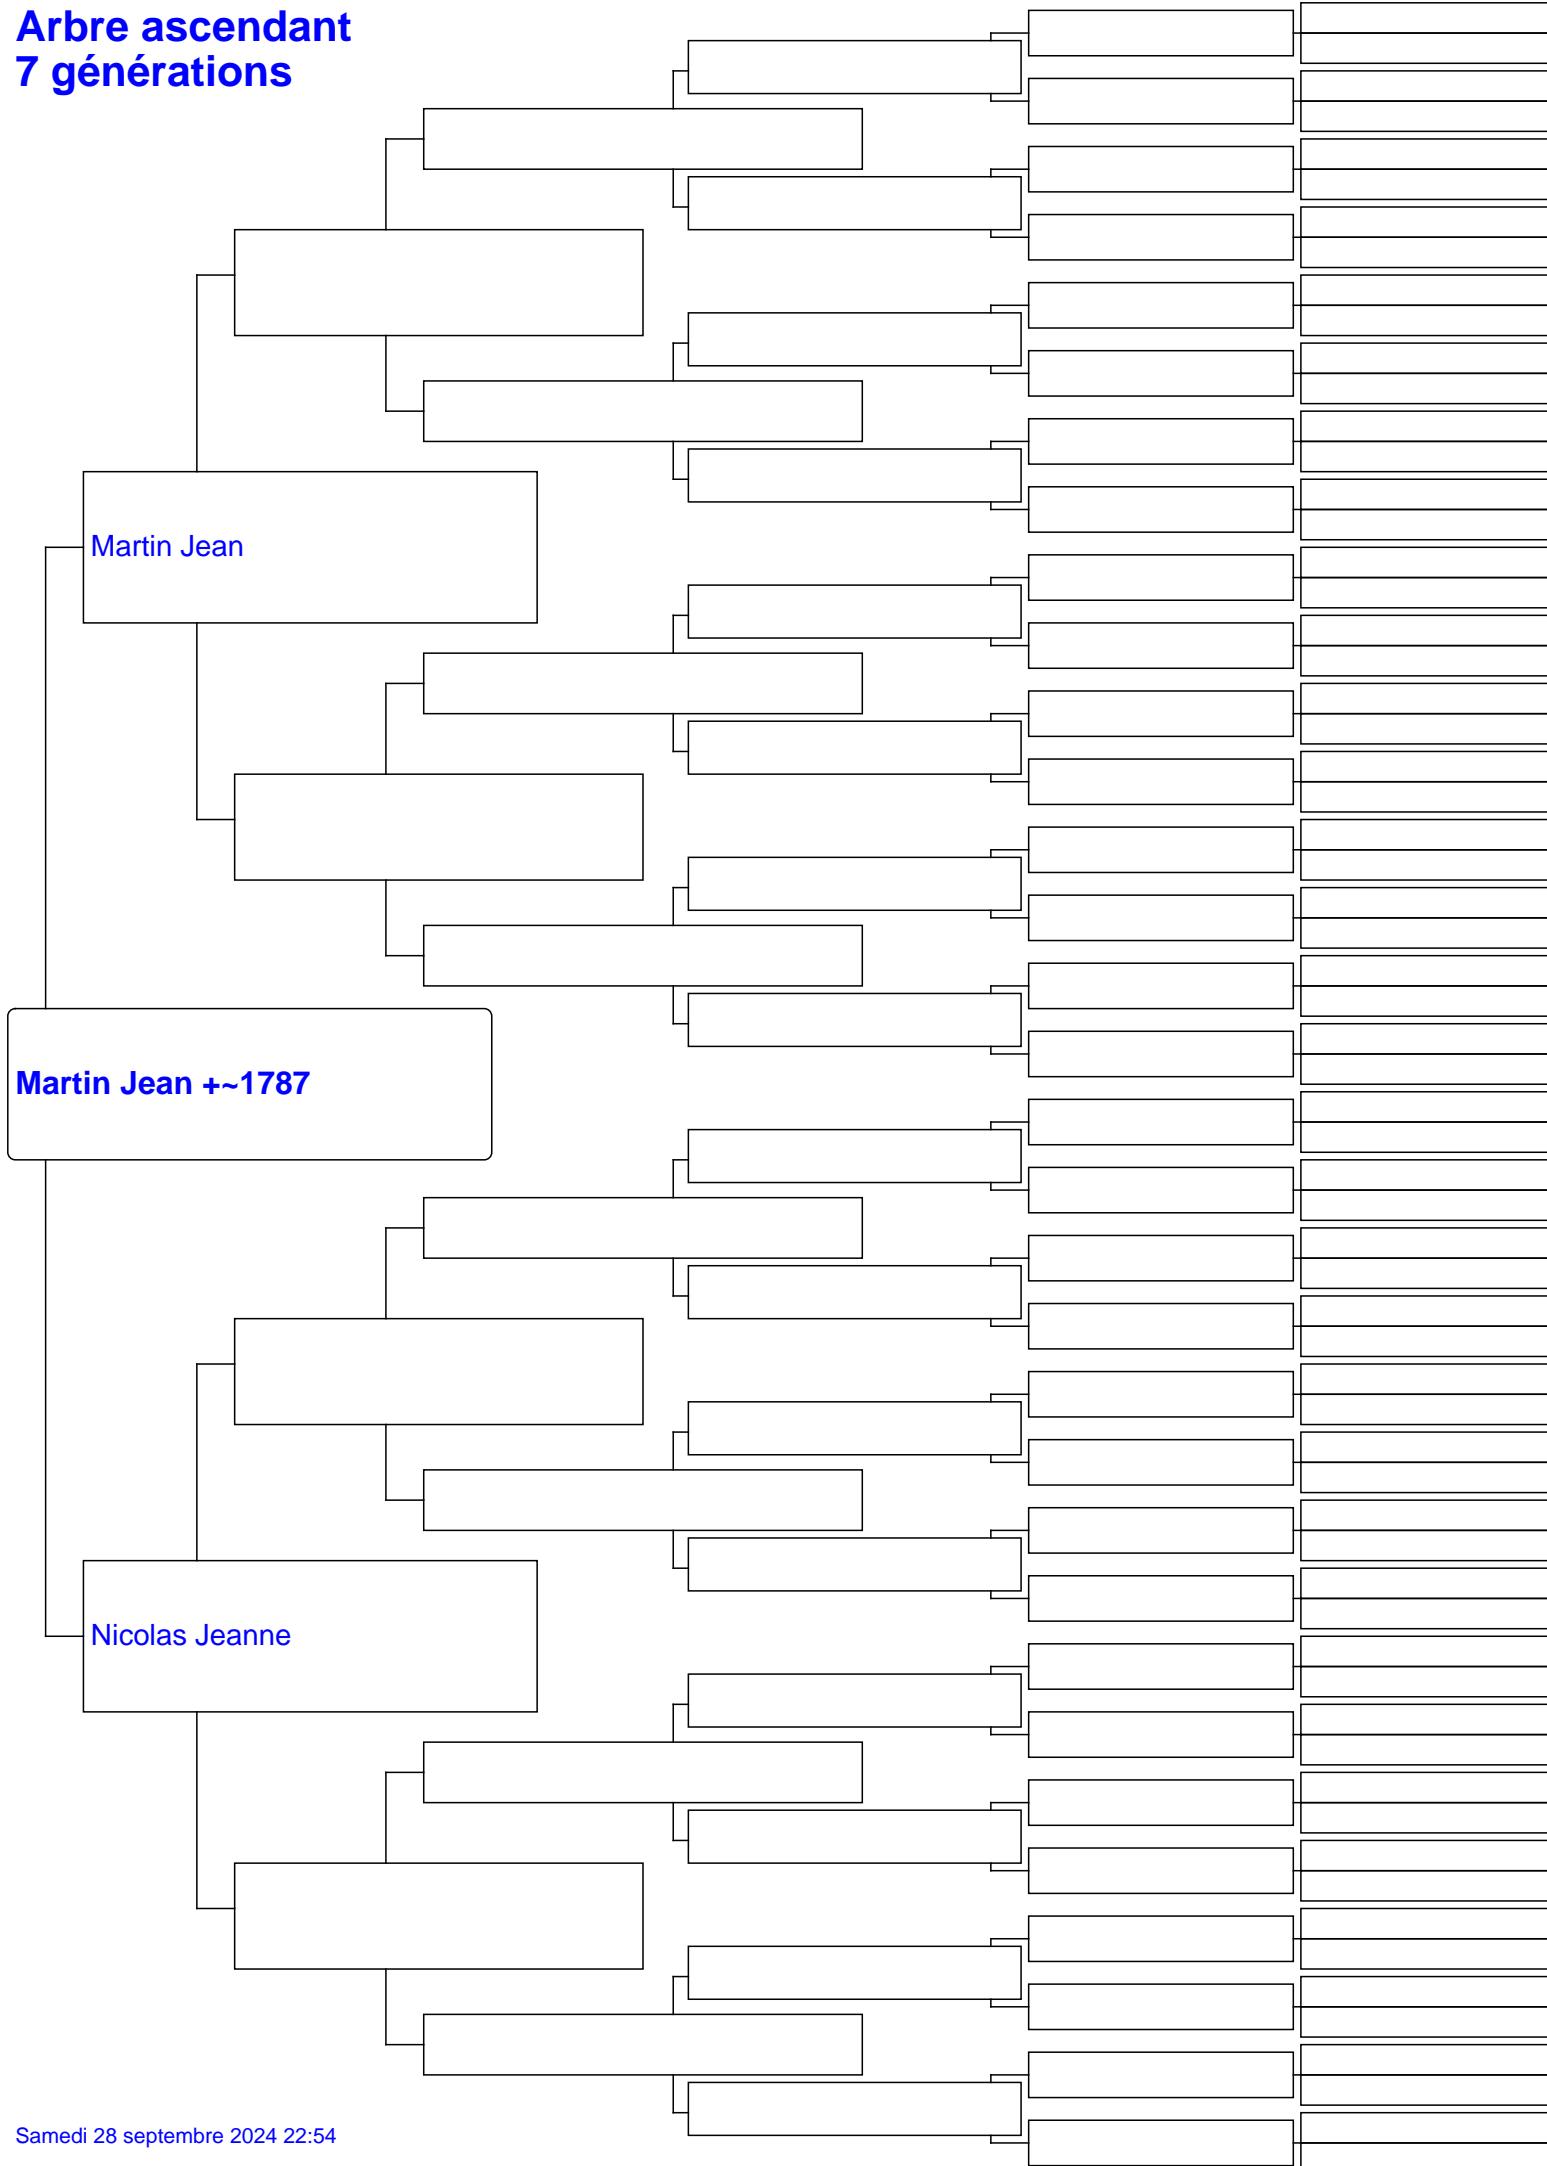 Arbre ascendant
7 générations
Martin Jean
Martin Jean +~1787
Nicolas Jeanne
Samedi 28 septembre 2024 22:54